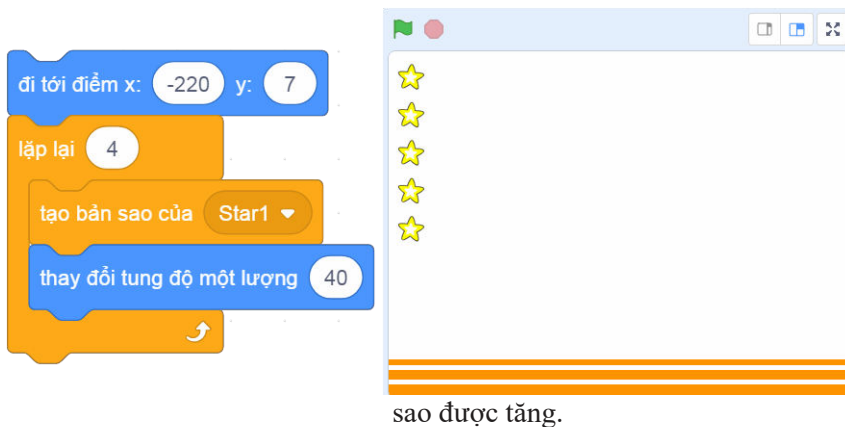 đi tới điểm x: -220 y: 7
lặp lại 4
tạo bản sao của Star1
thay đổi tung độ một lượng 40
sao được tăng.